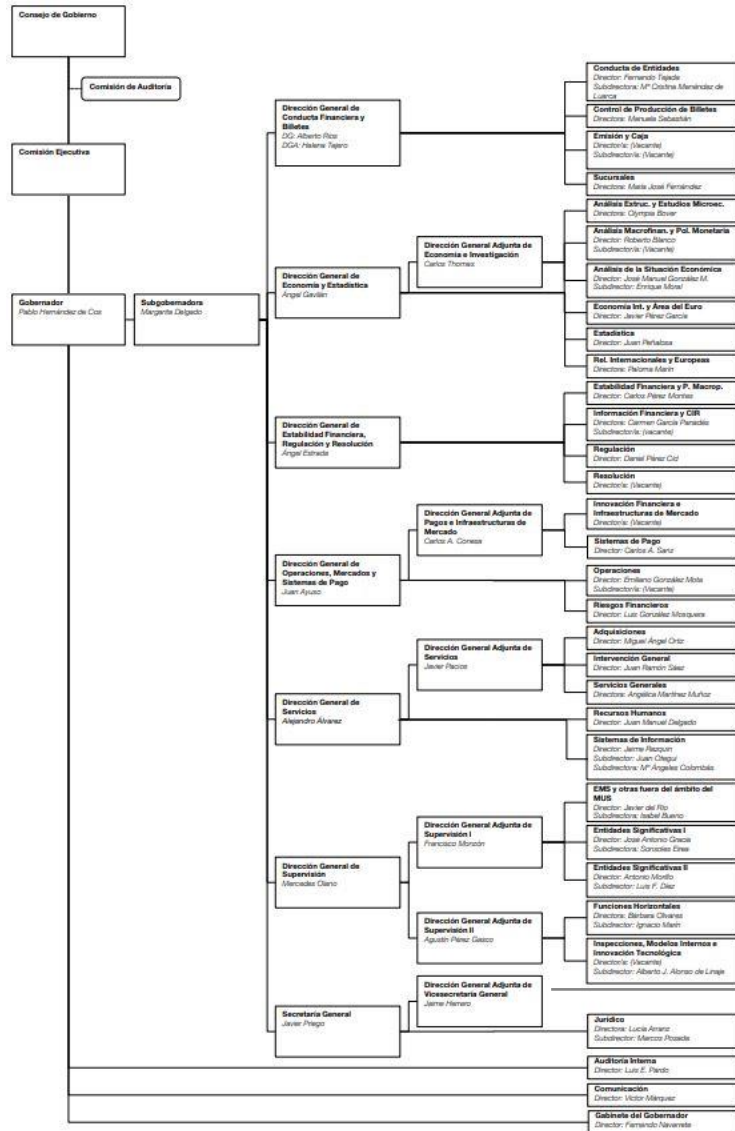 Consejo de Gobierno
Comisión de Auditoría
Comisión Ejecutiva
Gobernador
Pablo Hernández de Cos
Subgobernadora
Margarita Delgado
Dirección General de
Conducta Financiera y
Billetes
DG: Alberto Ríos
DGA: Helena Tejero
Conducta de Entidades
Director: Fernando Tejada
Subdirectora: Mª Cristina Menéndez de
Luarca
Control de Producción de Billetes
Directora: Manuela Sebastián
Emisión y Caja
Director/a: (Vacante)
Subdirector/a: (Vacante)
Sucursales
Directora: María José Fernández
Dirección General de
Economía y Estadística
Ángel Gavilán
Dirección General Adjunta de
Economía e Investigación
Carlos Thomas
Análisis Estruc. y Estudios Microec.
Directora: Olympia Bover
Análisis Macrofinan. y Pol. Monetaria
Director: Roberto Blanco
Subdirector/a: (Vacante)
Análisis de la Situación Económica
Director: José Manuel González M.
Subdirector: Enrique Moral
Economía Int. y Área del Euro
Director: Javier Pérez García
Estadística
Director: Juan Peñalosa
Rel. Internacionales y Europeas
Directora: Paloma Marín
Dirección General de
Estabilidad Financiera,
Regulación y Resolución
Ángel Estrada
Estabilidad Financiera y P. Macrop.
Director: Carlos Pérez Montes
Información Financiera y CIR
Directora: Carmen García Panadés
Subdirector/a: (vacante)
Regulación
Director: Daniel Pérez Cid
Resolución
Director/a: (Vacante)
Dirección General de
Operaciones, Mercados y
Sistemas de Pago
Juan Ayuso
Dirección General Adjunta de
Pagos e Infraestructuras de
Mercado
Carlos A. Conesa
Innovación Financiera e
Infraestructuras de Mercado
Director/a: (Vacante)
Sistemas de Pago
Director: Carlos A. Sanz
Operaciones
Director: Emiliano González Mota
Subdirector/a: (Vacante)
Riesgos Financieros
Director: Luis González Mosquera
Dirección General de
Servicios
Alejandro Álvarez
Dirección General Adjunta de
Servicios
Javier Pacios
Adquisiciones
Director: Miguel Ángel Ortiz
Intervención General
Director: Juan Ramón Sáez
Servicios Generales
Directora: Angélica Martínez Muñoz
Recursos Humanos
Director: Juan Manuel Delgado
Sistemas de Información
Director: Jaime Razquin
Subdirector: Juan Otegui
Subdirectora: Mª Ángeles Colombás
Dirección General de
Supervisión
Mercedes Olano
Dirección General Adjunta de
Supervisión I
Francisco Monzón
EMS y otras fuera del ámbito del
MUS
Director: Javier del Río
Subdirectora: Isabel Bueno
Entidades Significativas I
Director: José Antonio Gracia
Subdirectora: Sonsoles Eirea
Entidades Significativas II
Director: Antonio Morillo
Subdirector: Luis F. Díez
Dirección General Adjunta de
Supervisión II
Agustín Pérez Gasco
Funciones Horizontales
Directora: Bárbara Olivares
Subdirector: Ignacio Marín
Inspecciones, Modelos Internos e
Innovación Tecnológica
Director/a: (Vacante)
Subdirector: Alberto J. Alonso de Linaje
Secretaría General
Javier Priego
Dirección General Adjunta de
Vicesecretaría General
Jaime Herrero
Jurídico
Directora: Lucía Arranz
Subdirector: Marcos Posada
Auditoría Interna
Director: Luis E. Pardo
Comunicación
Director: Víctor Márquez
Gabinete del Gobernador
Director: Fernando Navarrete